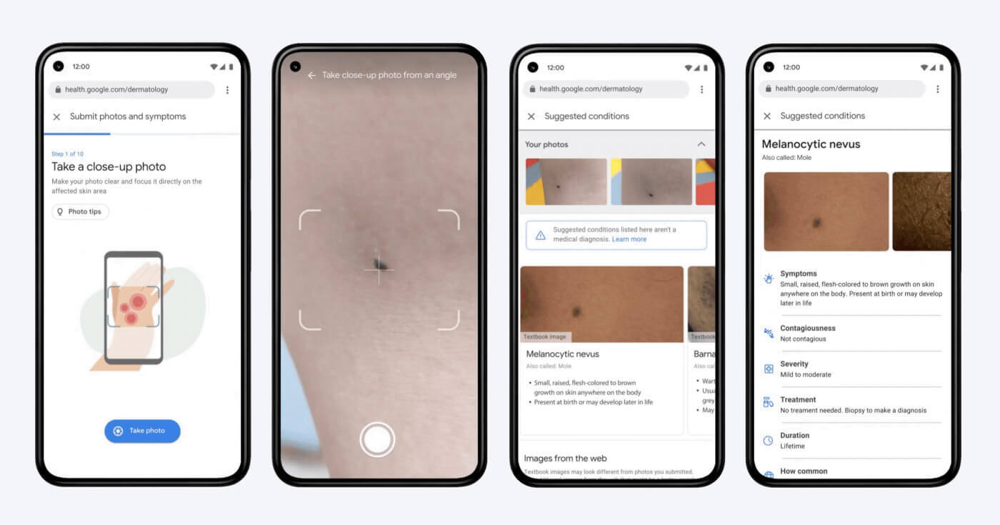 12:00
health.google.com/dermatology
Submit photos and symptoms
Step 1 of 10
Take a close-up photo
Make your photo clear and focus it directly on the
affected skin area
Photo tips
Take photo
Take close-up photo from an angle
12:00
health.google.com/dermatology
Suggested conditions
Your photos
Suggested conditions listed here aren't a
medical diagnosis. Learn more
Textbook image
Textbook
Melanocytic nevus
Also called: Mole
• Small, raised, flesh-colored to brown
growth on skin anywhere on the body
• Present at birth or may develop later in life
Barna
Also cal
• Wart
• Usua
grey
• May
Images from the web
Textbook images may look different from photos you submitted.
12:00
health.google.com/dermatology
Suggested conditions
Melanocytic nevus
Also called: Mole
Symptoms
Small, raised, flesh-colored to brown growth on skin
anywhere on the body. Present at birth or may develop
later in life
Contagiousness
Not contagious
Severity
Mild to moderate
Treatment
No treament needed. Biopsy to make a diagnosis
Duration
Lifetime
How common